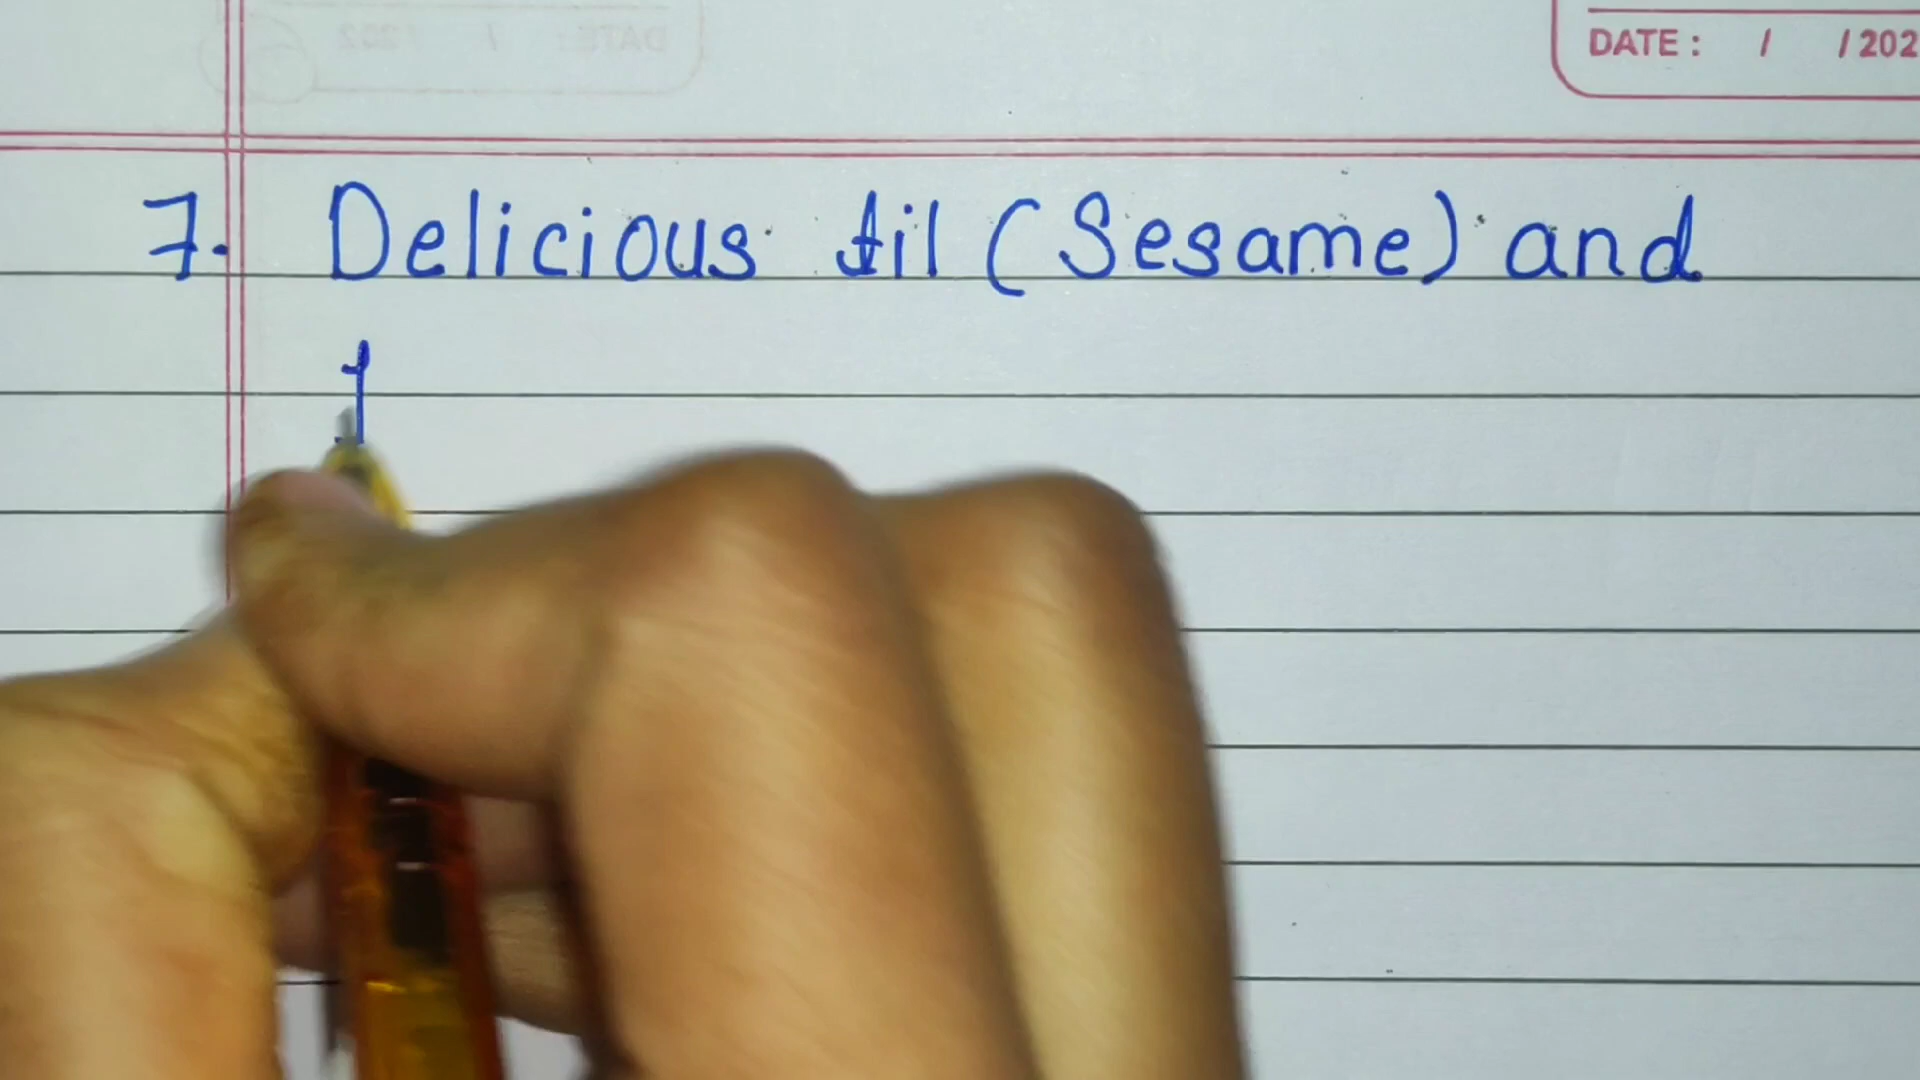 DATE : / / 202
7. Delicious til (Sesame) and